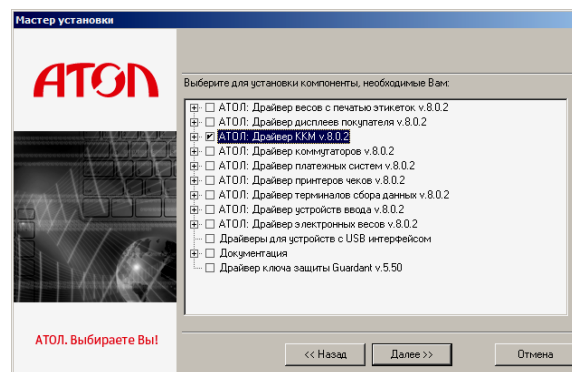 Мастер установки
АТОЛ
Выберите для установки компоненты, необходимые Вам:
АТОЛ: Драйвер весов с печатью этикеток v.8.0.2
АТОЛ: Драйвер дисплеев покупателя v.8.0.2
АТОЛ: Драйвер ККМ v.8.0.2
АТОЛ: Драйвер коммутаторов v.8.0.2
АТОЛ: Драйвер платежных систем v.8.0.2
АТОЛ: Драйвер принтеров чеков v.8.0.2
АТОЛ: Драйвер терминалов сбора данных v.8.0.2
АТОЛ: Драйвер устройств ввода v.8.0.2
АТОЛ: Драйвер электронных весов v.8.0.2
Драйверы для устройств с USB интерфейсом
Документация
Драйвер ключа защиты Guardant v.5.50
АТОЛ. Выбираете Вы!
<< Назад
Далее >>
Отмена